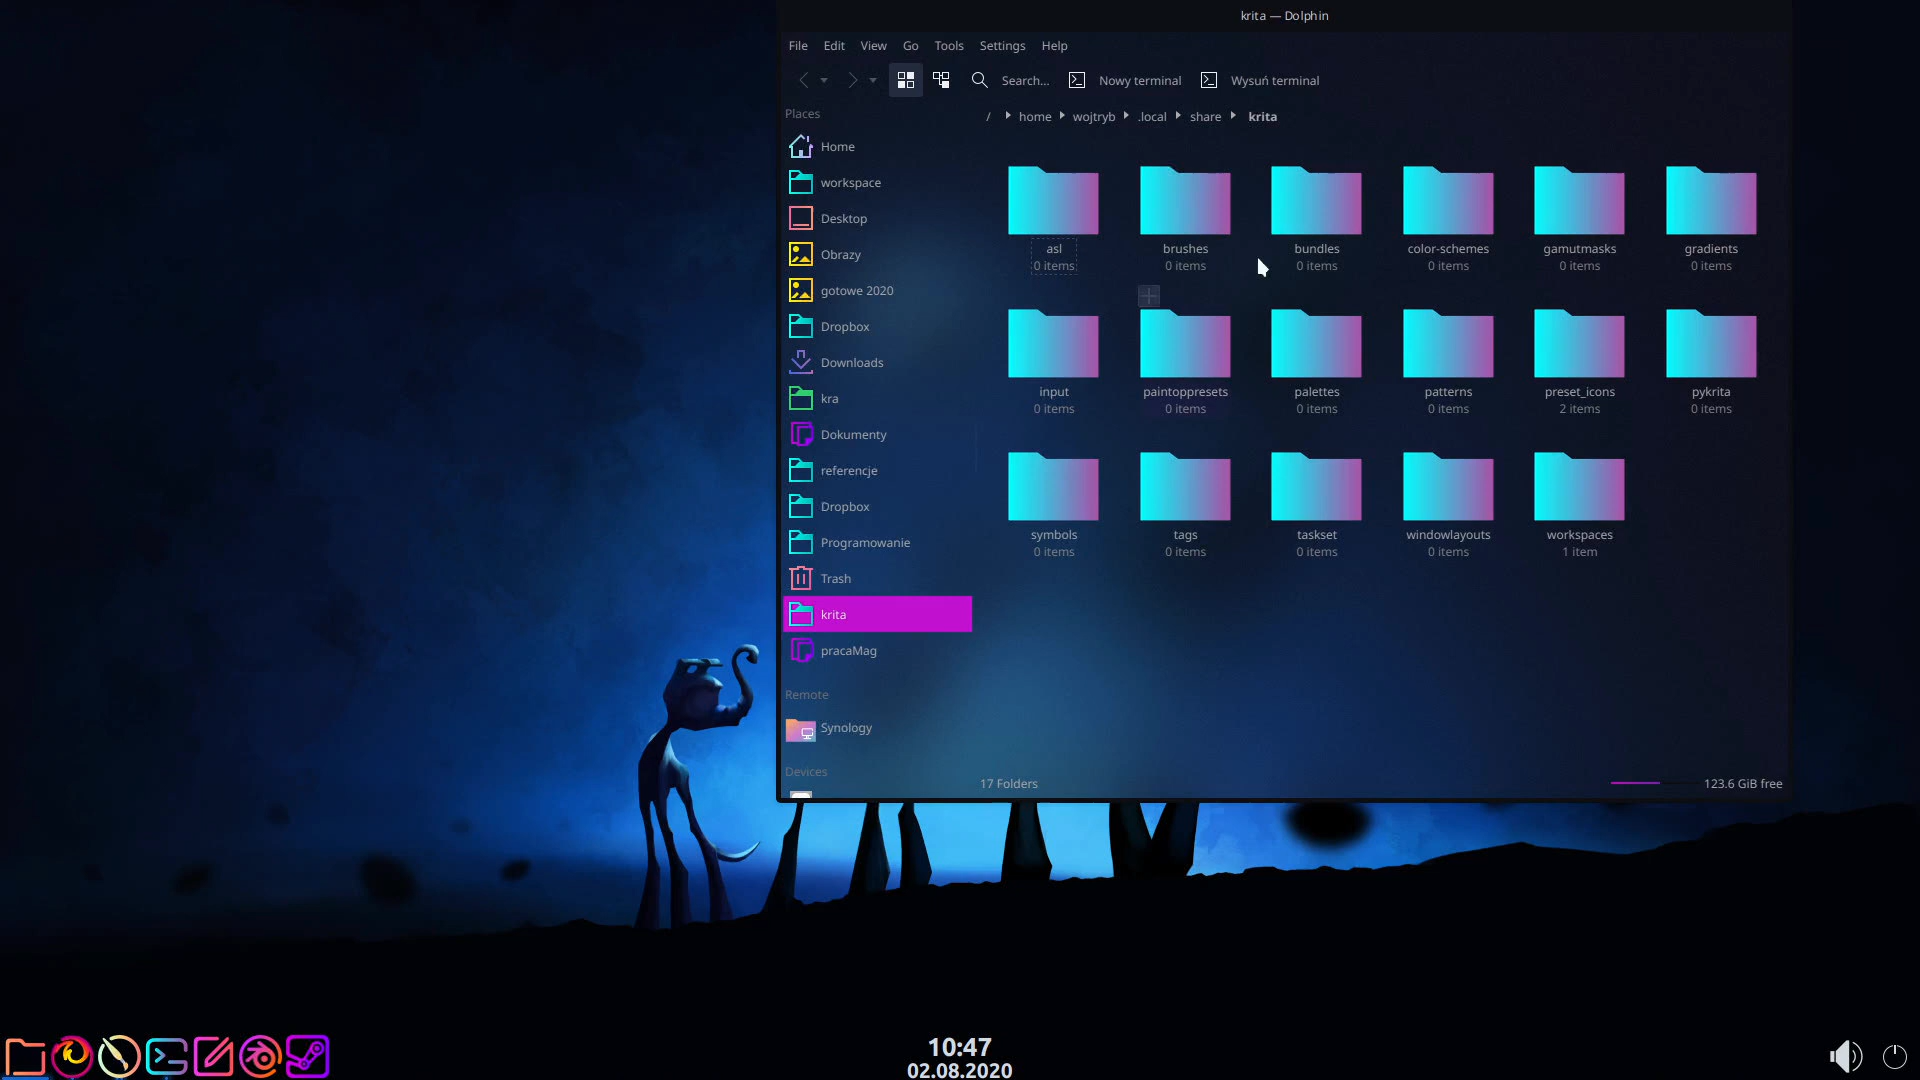 krita — Dolphin
File Edit View Go Tools Settings Help
Search... Nowy terminal Wysuń terminal
Places
/ home wojtryb .local share krita
Home
workspace
Desktop
Obrazy
gotowe 2020
Dropbox
Downloads
kra
Dokumenty
referencje
Dropbox
Programowanie
Trash
krita
pracaMag
Remote
Synology
Devices
asl brushes bundles color-schemes gamutmasks gradients
0 items 0 items 0 items 0 items 0 items 0 items
input paintoppresets palettes patterns preset_icons pykrita
0 items 0 items 0 items 0 items 2 items 0 items
symbols tags taskset windowlayouts workspaces
0 items 0 items 0 items 0 items 1 item
17 Folders 123.6 GiB free
10:47
02.08.2020